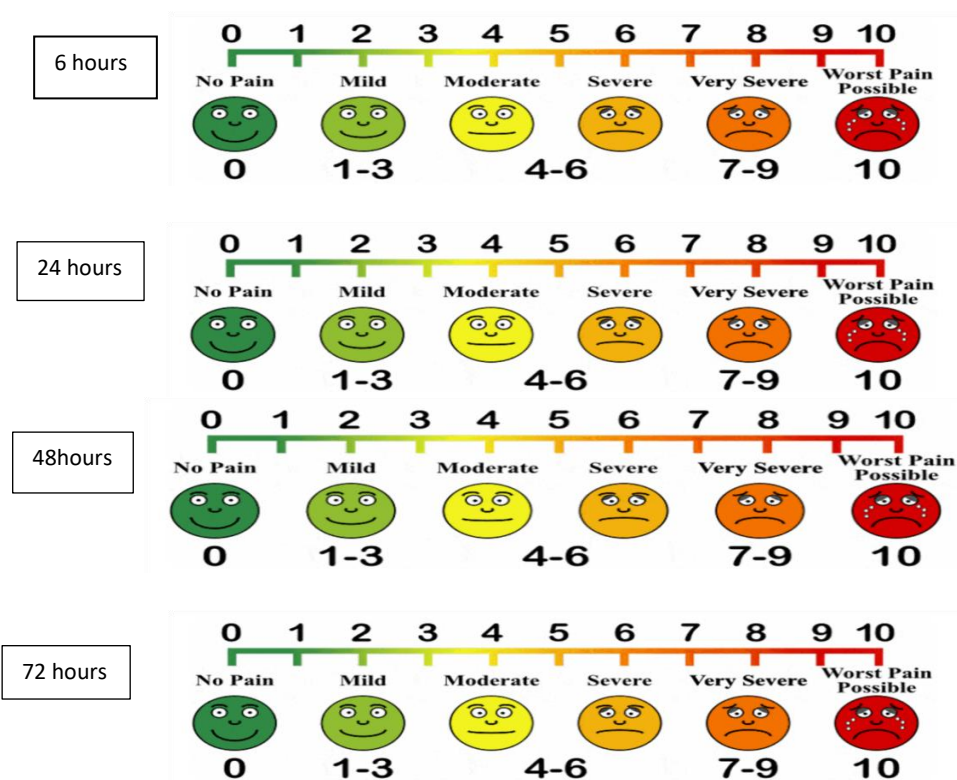 0 1 2 3 4 5 6 7 8 9 10
6 hours
No Pain Mild Moderate Severe Very Severe Worst Pain
Possible
0 1-3 4-6 7-9 10
0 1 2 3 4 5 6 7 8 9 10
24 hours
No Pain Mild Moderate Severe Very Severe Worst Pain
Possible
0 1-3 4-6 7-9 10
0 1 2 3 4 5 6 7 8 9 10
48hours
No Pain Mild Moderate Severe Very Severe Worst Pain
Possible
0 1-3 4-6 7-9 10
0 1 2 3 4 5 6 7 8 9 10
72 hours
No Pain Mild Moderate Severe Very Severe Worst Pain
Possible
0 1-3 4-6 7-9 10